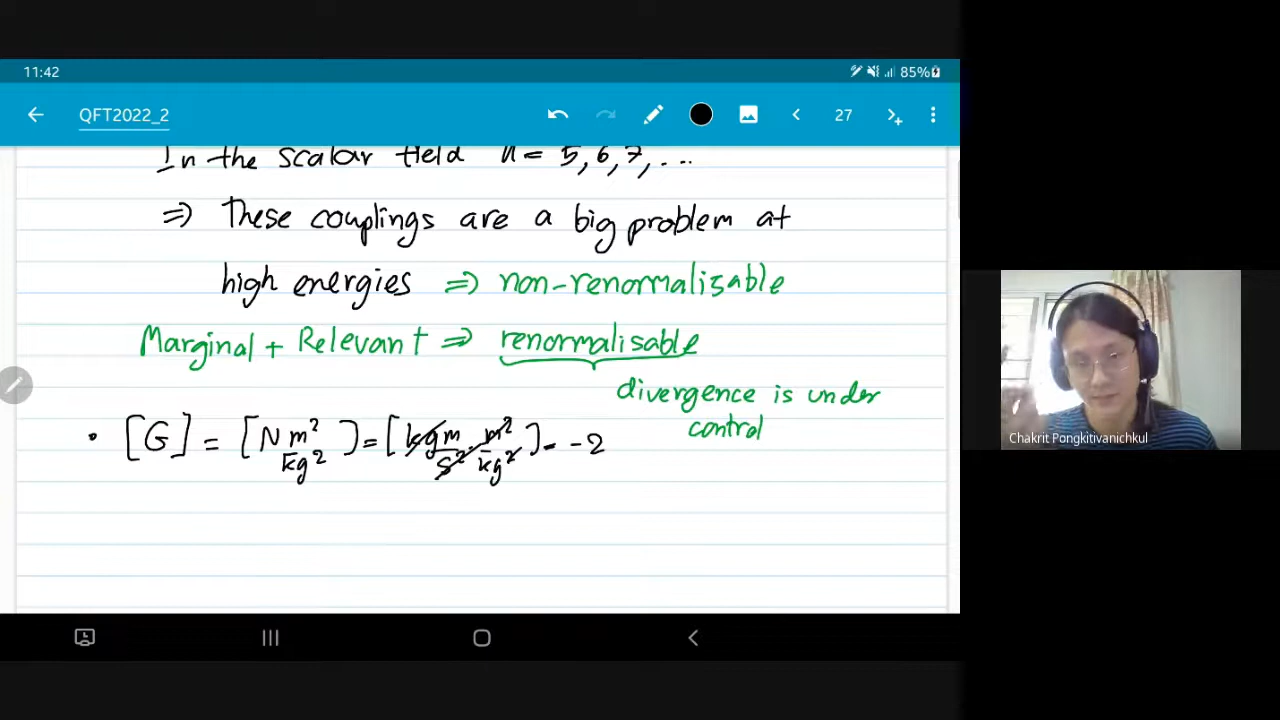 11:42
85%
QFT2022_2
27
In the scalar field n = 5, 6, 7, ...
⇒ These couplings are a big problem at
high energies ⇒ non-renormalisable
Marginal + Relevant ⇒ renormalisable
divergence is under
control
• [G] = [N m²/kg²] = [kg m/s² · m²/kg²] = -2
Chakrit Pongkitivanichkul